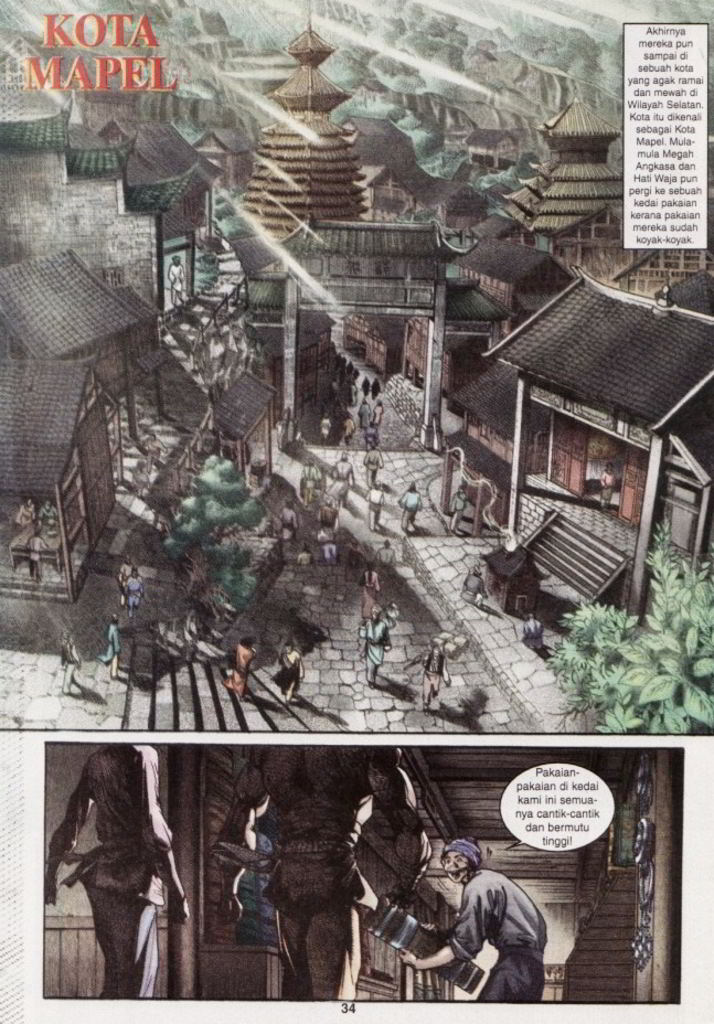 KOTA
MAPEL
Akhirnya
mereka pun
sampai di
sebuah kota
yang agak ramai
dan mewah di
Wilayah Selatan.
Kota itu dikenali
sebagai Kota
Mapel. Mula-
mula Megah
Angkasa dan
Hati Waja pun
pergi ke sebuah
kedai pakaian
kerana pakaian
mereka sudah
koyak-koyak.
Pakaian-
pakaian di kedai
kami ini semua-
nya cantik-cantik
dan bermutu
tinggi!
34